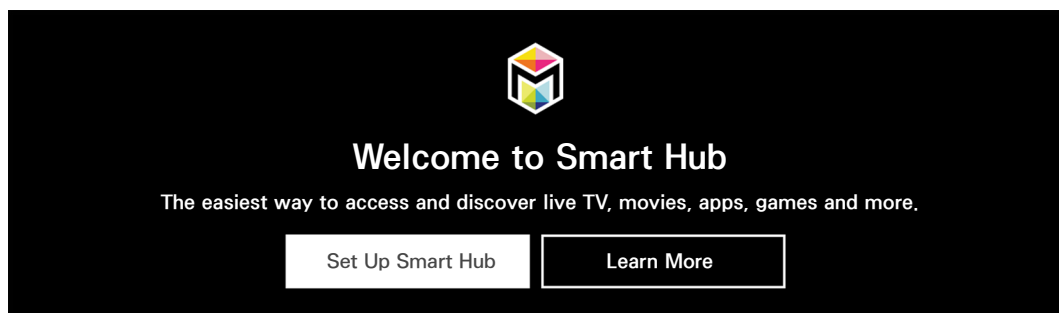 Welcome to Smart Hub
The easiest way to access and discover live TV, movies, apps, games and more.
Set Up Smart Hub
Learn More